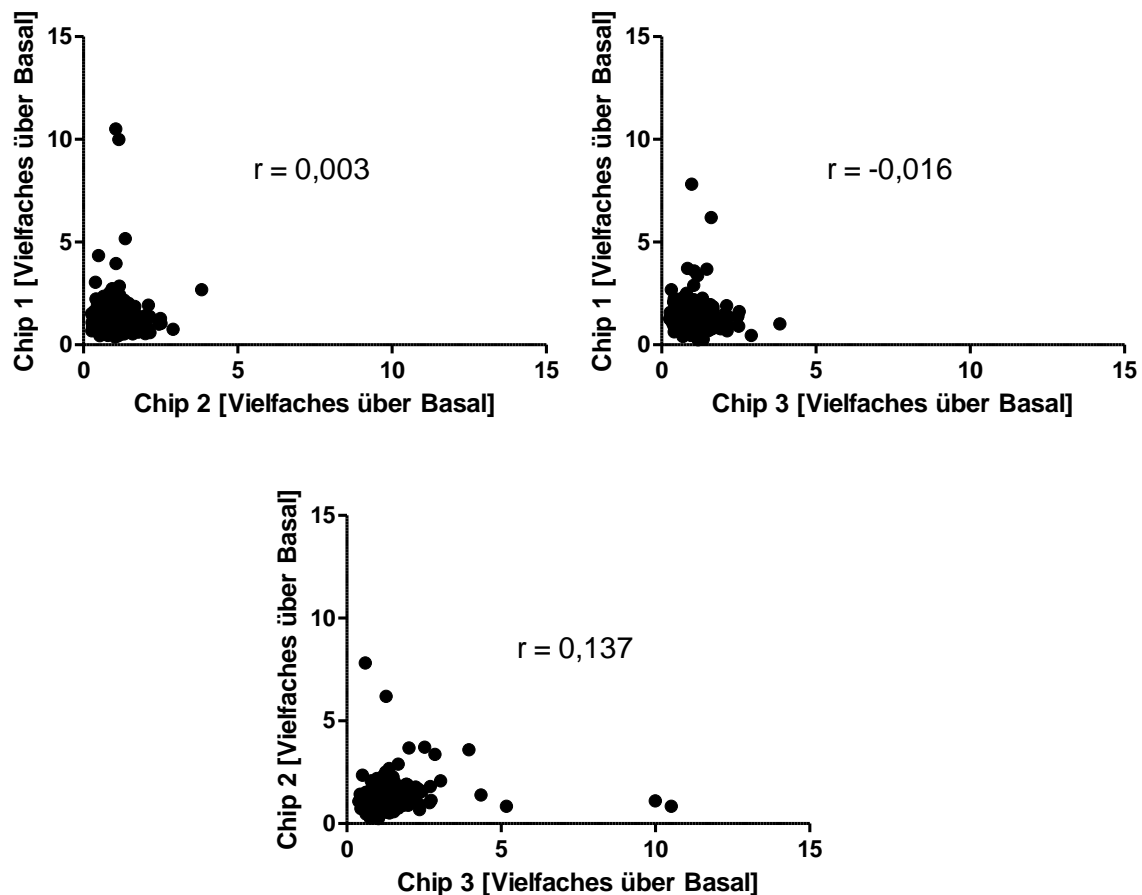 Chip 1 [Vielfaches über Basal]
15
10
5
0
r = 0,003
0 5 10 15
Chip 2 [Vielfaches über Basal]
Chip 1 [Vielfaches über Basal]
15
10
5
0
r = -0,016
0 5 10 15
Chip 3 [Vielfaches über Basal]
Chip 2 [Vielfaches über Basal]
15
10
5
0
r = 0,137
0 5 10 15
Chip 3 [Vielfaches über Basal]